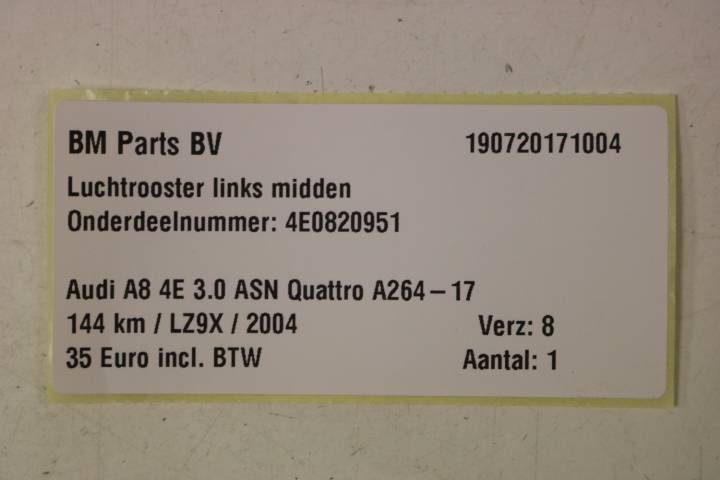 BM Parts BV 190720171004
Luchtrooster links midden
Onderdeelnummer: 4E0820951
Audi A8 4E 3.0 ASN Quattro A264-17
144 km / LZ9X / 2004 Verz: 8
35 Euro incl. BTW Aantal: 1